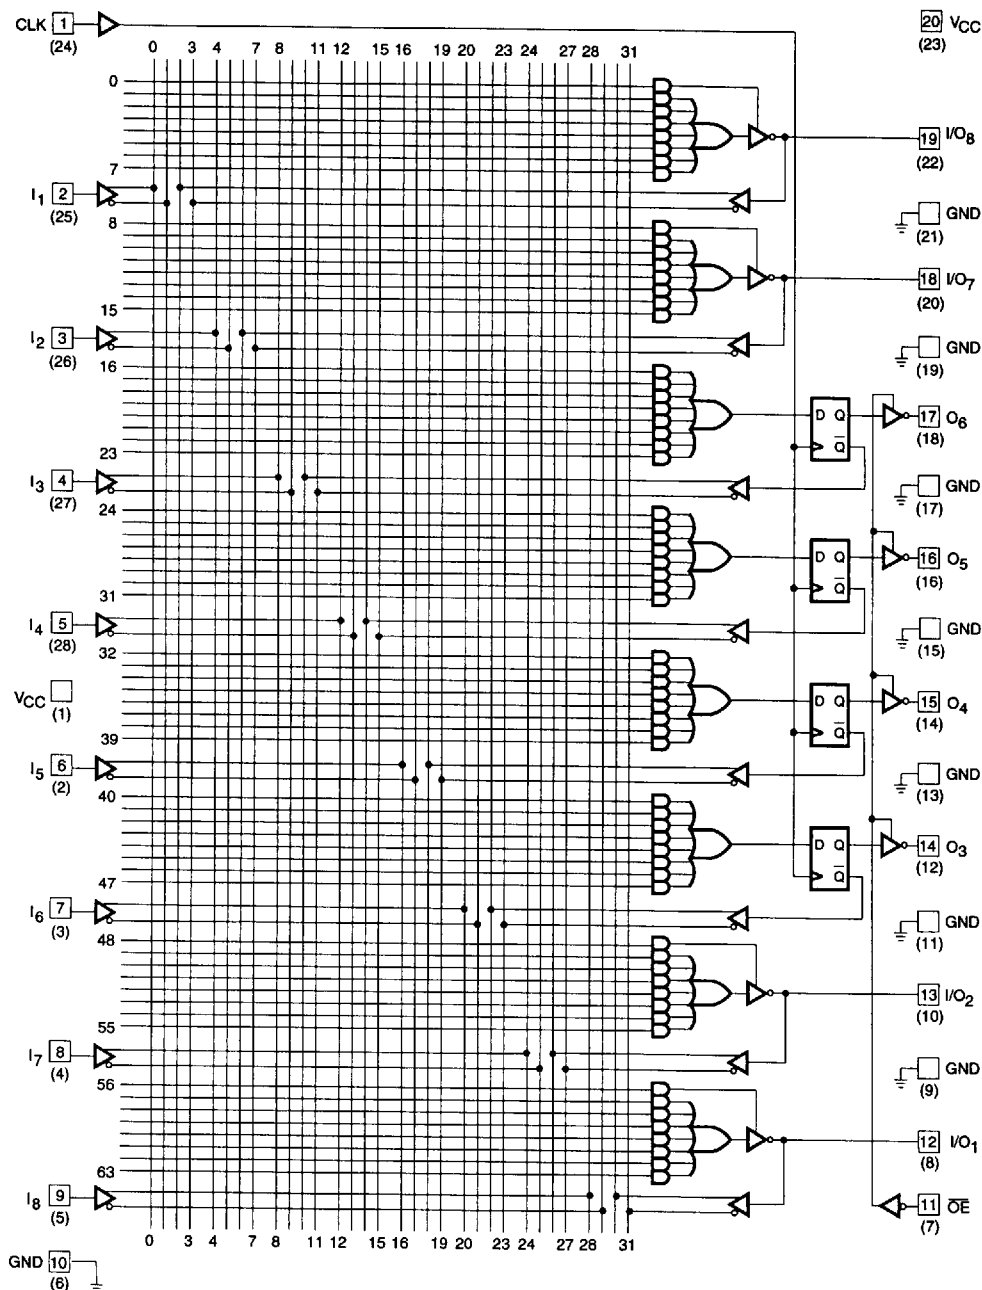 CLK 1 (24)
20 VCC (23)
0 3 4 7 8 11 12 15 16 19 20 23 24 27 28 31
0
7
19 I/O8 (22)
I1 2 (25)
GND (21)
8
15
18 I/O7 (20)
I2 3 (26)
GND (19)
16
23
D Q Q
17 O6 (18)
I3 4 (27)
GND (17)
24
31
D Q Q
16 O5 (16)
I4 5 (28)
GND (15)
32
39
VCC (1)
D Q Q
15 O4 (14)
I5 6 (2)
GND (13)
40
47
D Q Q
14 O3 (12)
I6 7 (3)
GND (11)
48
55
13 I/O2 (10)
I7 8 (4)
GND (9)
56
63
12 I/O1 (8)
I8 9 (5)
11 OE (7)
0 3 4 7 8 11 12 15 16 19 20 23 24 27 28 31
GND 10 (6)